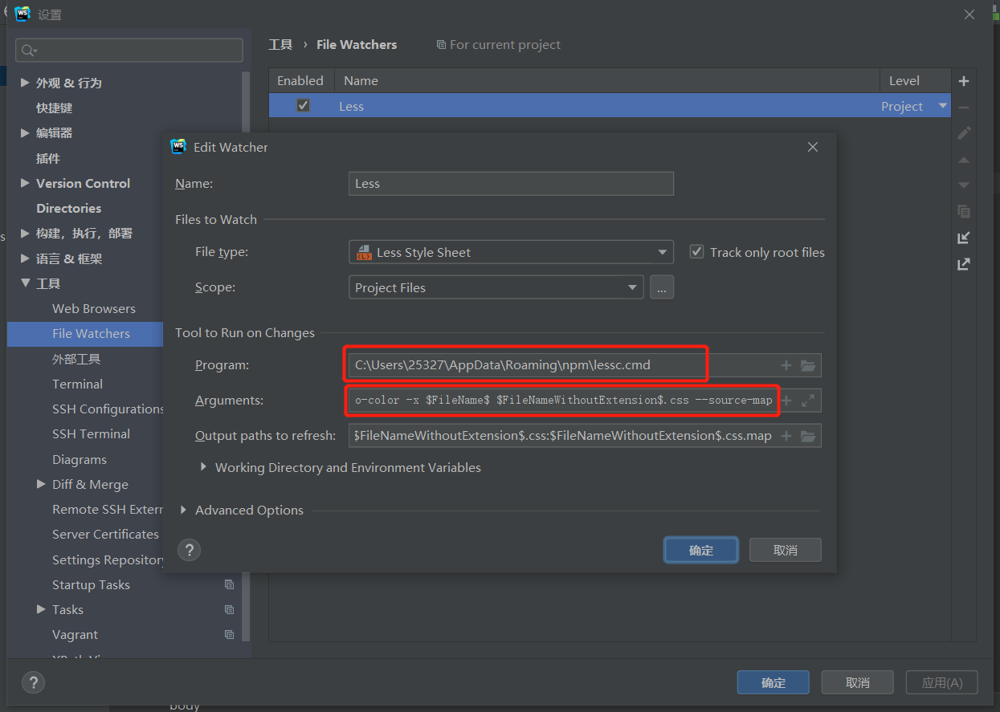 WS 设置
工具 › File Watchers For current project
Enabled Name Level
Less Project
外观 & 行为
快捷键
编辑器
插件
Version Control
Directories
构建，执行，部署
语言 & 框架
工具
Web Browsers
File Watchers
外部工具
Terminal
SSH Configurations
SSH Terminal
Diagrams
Diff & Merge
Remote SSH Extern
Server Certificates
Settings Repository
Startup Tasks
Tasks
Vagrant
WS Edit Watcher
Name: Less
Files to Watch
File type: {L} Less Style Sheet Track only root files
Scope: Project Files ...
Tool to Run on Changes
Program: C:\Users\25327\AppData\Roaming\npm\lessc.cmd
Arguments: o-color -x $FileName$ $FileNameWithoutExtension$.css --source-map
Output paths to refresh: $FileNameWithoutExtension$.css:$FileNameWithoutExtension$.css.map
Working Directory and Environment Variables
Advanced Options
? 确定 取消
? 确定 取消 应用(A)
body